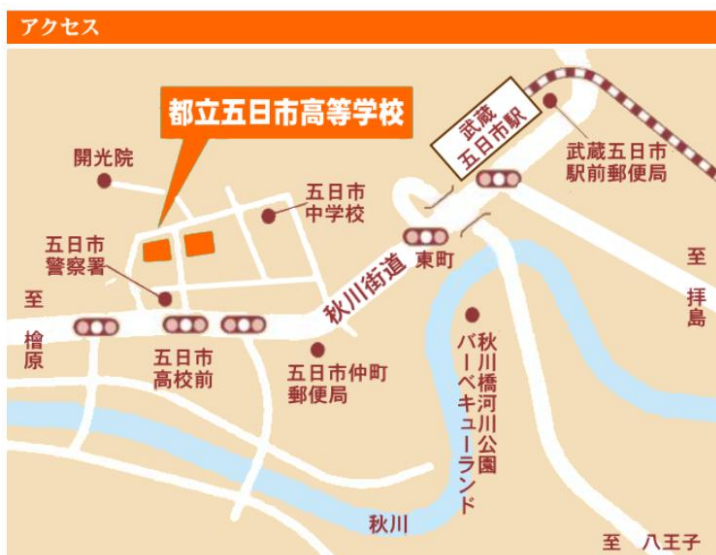 アクセス
都立五日市高等学校
武蔵
五日市駅
開光院
武蔵五日市
駅前郵便局
五日市
中学校
五日市
警察署
東町
至
拝島
至
檜原
秋川街道
五日市
高校前
五日市仲町
郵便局
秋川橋河川公園
バーベキューランド
秋川
至 八王子